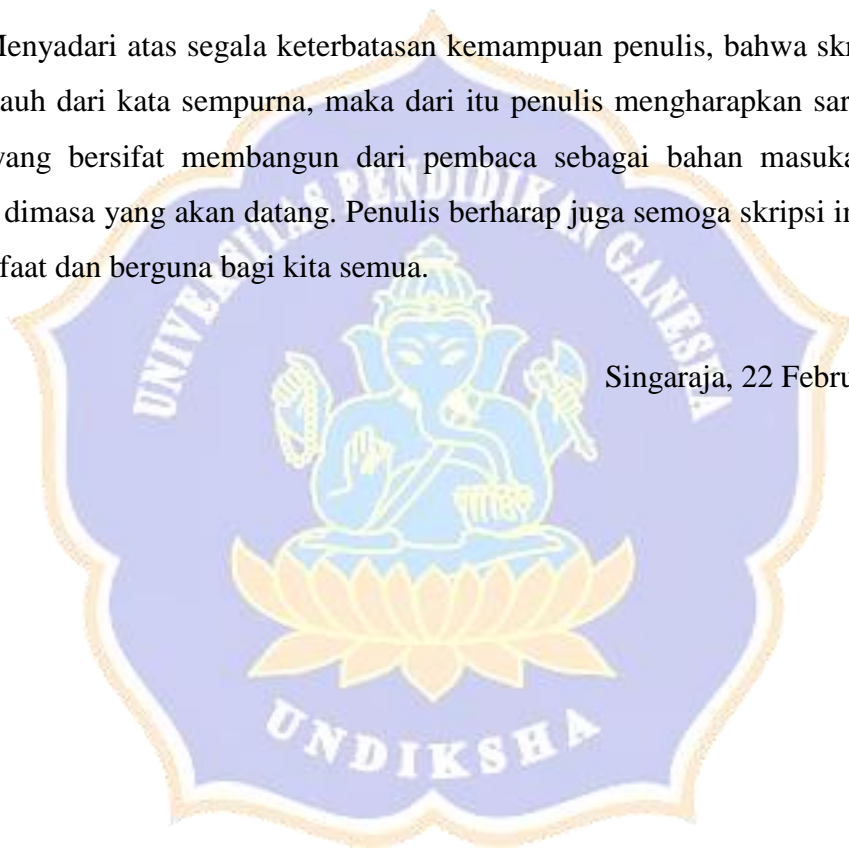 Menyadari atas segala keterbatasan kemampuan penulis, bahwa skr
auh dari kata sempurna, maka dari itu penulis mengharapkan sar
yang bersifat membangun dari pembaca sebagai bahan masuka
dimasa yang akan datang. Penulis berharap juga semoga skripsi in
faat dan berguna bagi kita semua.
UNIVERSITAS PENDIDIKAN GANESHA
Singaraja, 22 Febru
UNDIKSHA